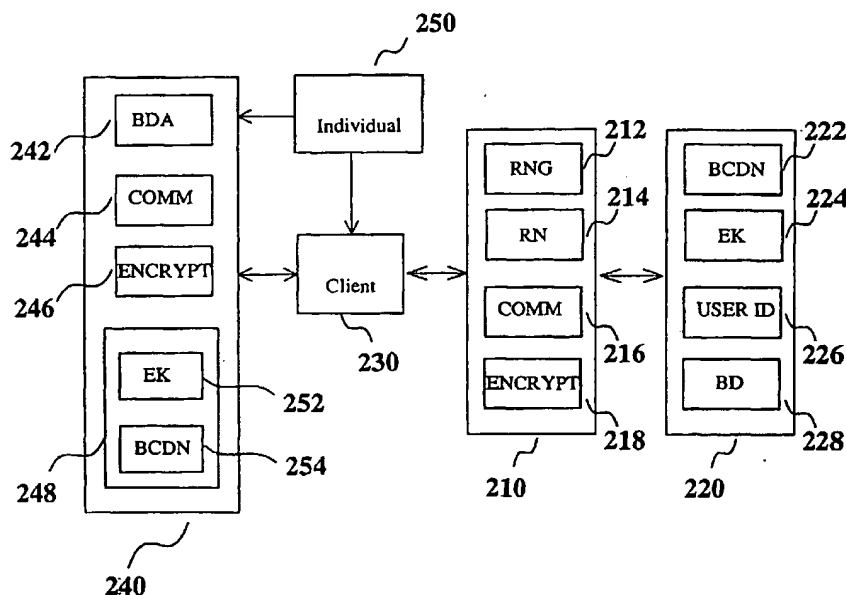 250
BDA
242
Individual
212
222
RNG
BCDN
COMM
244
214
224
RN
EK
ENCRYPT
246
Client
230
COMM
216
USER ID
226
EK
252
ENCRYPT
218
BD
228
BCDN
254
248
210
220
240